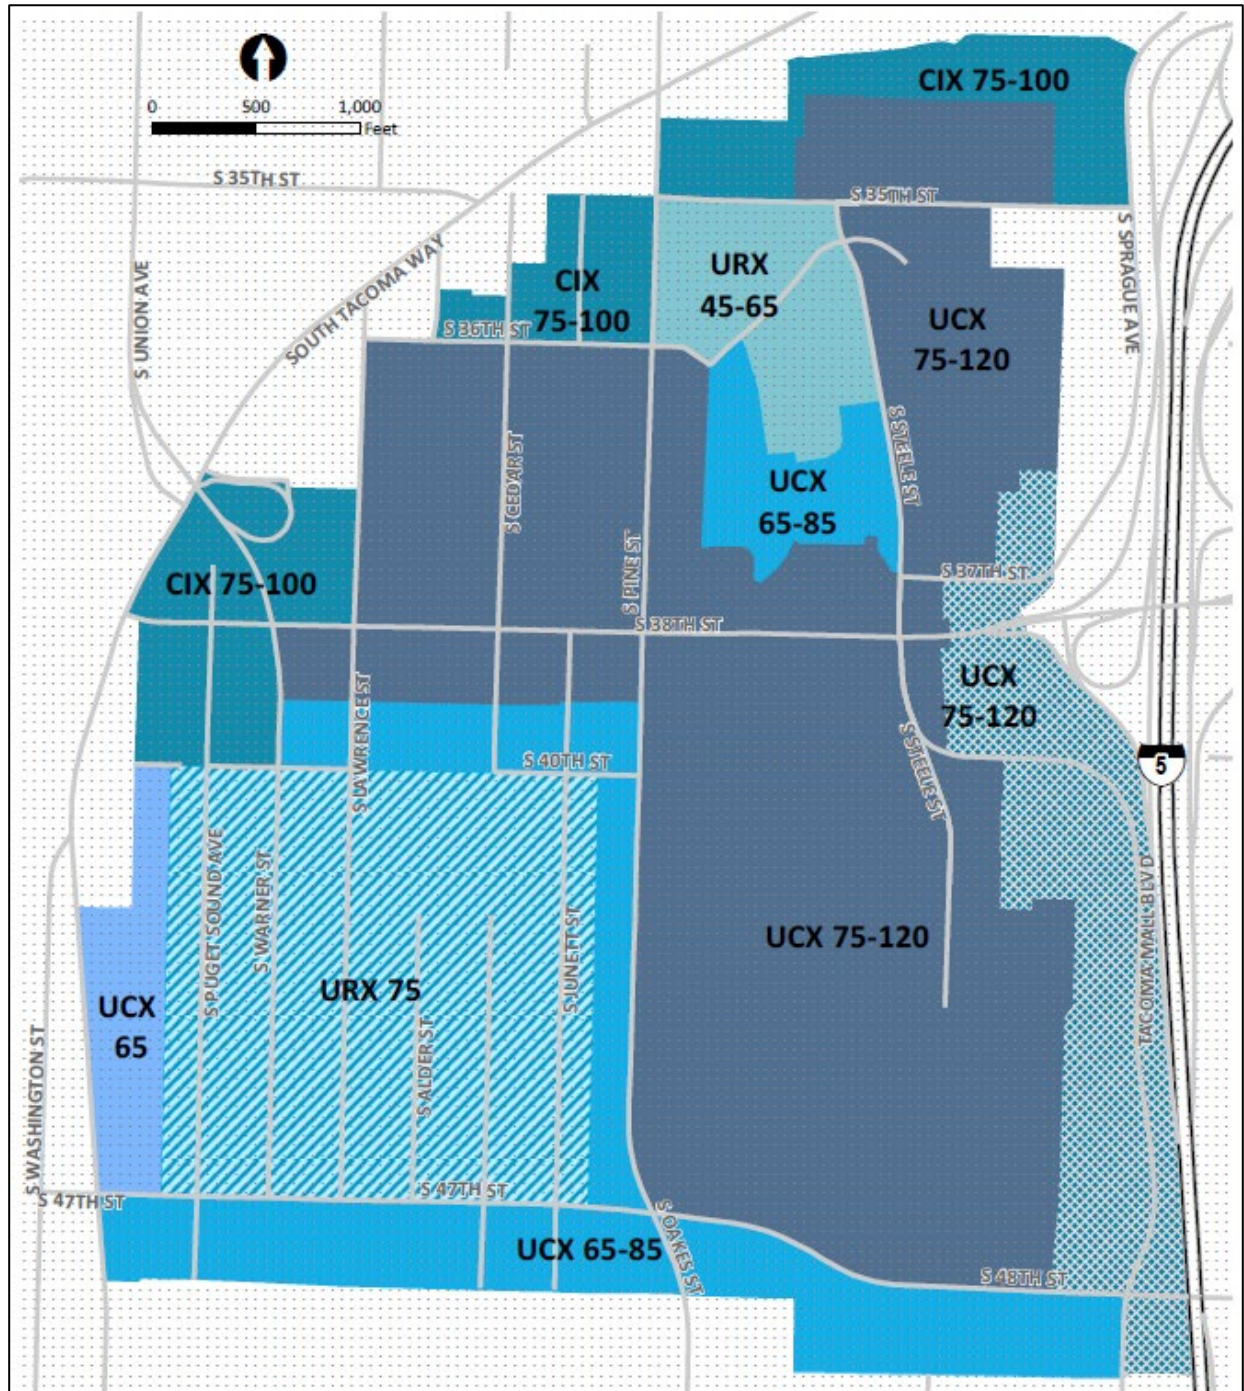 CIX 75-100
0 500 1,000
Feet
S 35TH ST
S 35TH ST
S SPRAGUE AVE
S UNION AVE
SOUTH TACOMA WAY
CIX
75-100
URX
45-65
UCX
75-120
S 36TH ST
S CEDAR ST
S STEELE ST
UCX
65-85
S PINE ST
CIX 75-100
S 37TH ST
S 38TH ST
UCX
75-120
S LAWRENCE ST
S 40TH ST
S STEELE ST
5
S PUGET SOUND AVE
S WARNER ST
S JUNETT ST
TACOMA MALL BLVD
UCX 75-120
URX 75
UCX
65
S ALDER ST
S WASHINGTON ST
S 47TH ST
S 47TH ST
S OAKES ST
UCX 65-85
S 48TH ST